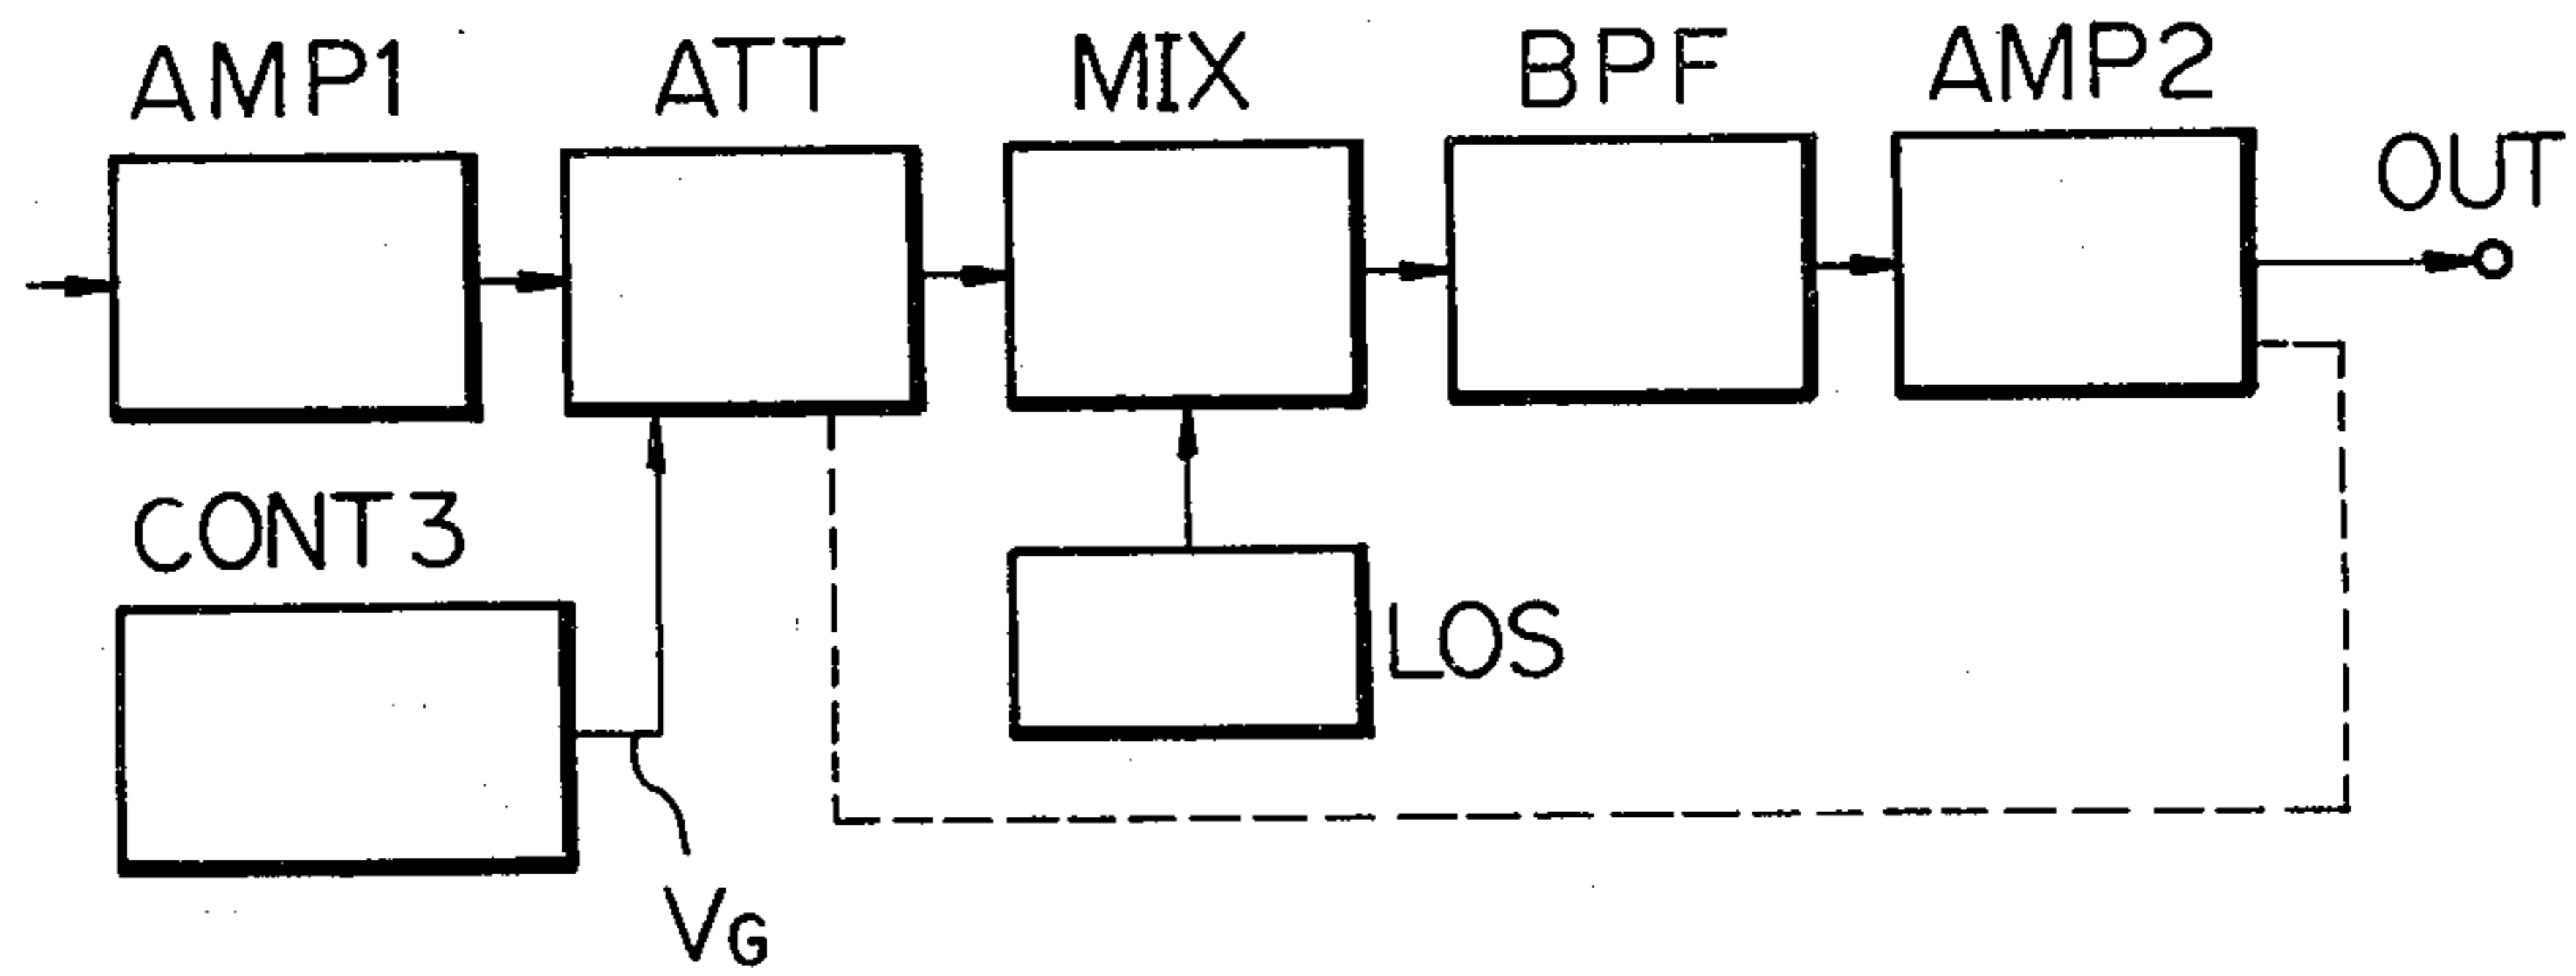 AMP1
ATT
MIX
BPF
AMP2
OUT
CONT3
LOS
VG